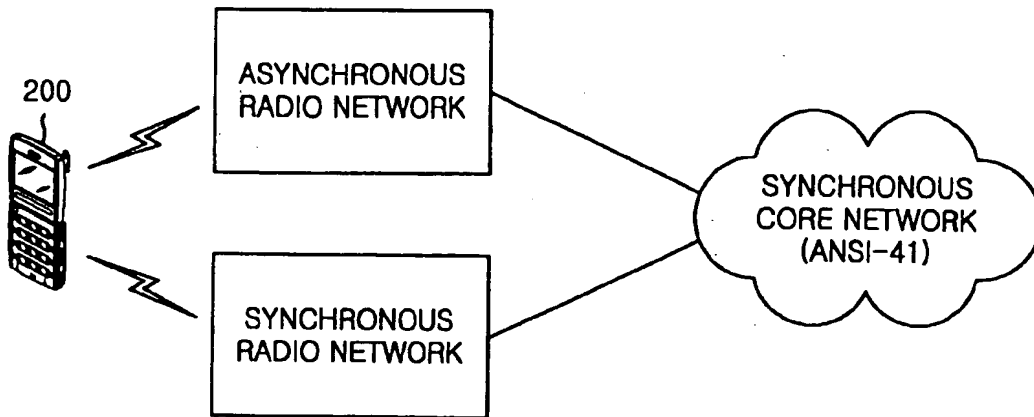 200
ASYNCHRONOUS
RADIO NETWORK
SYNCHRONOUS
CORE NETWORK
(ANSI-41)
SYNCHRONOUS
RADIO NETWORK